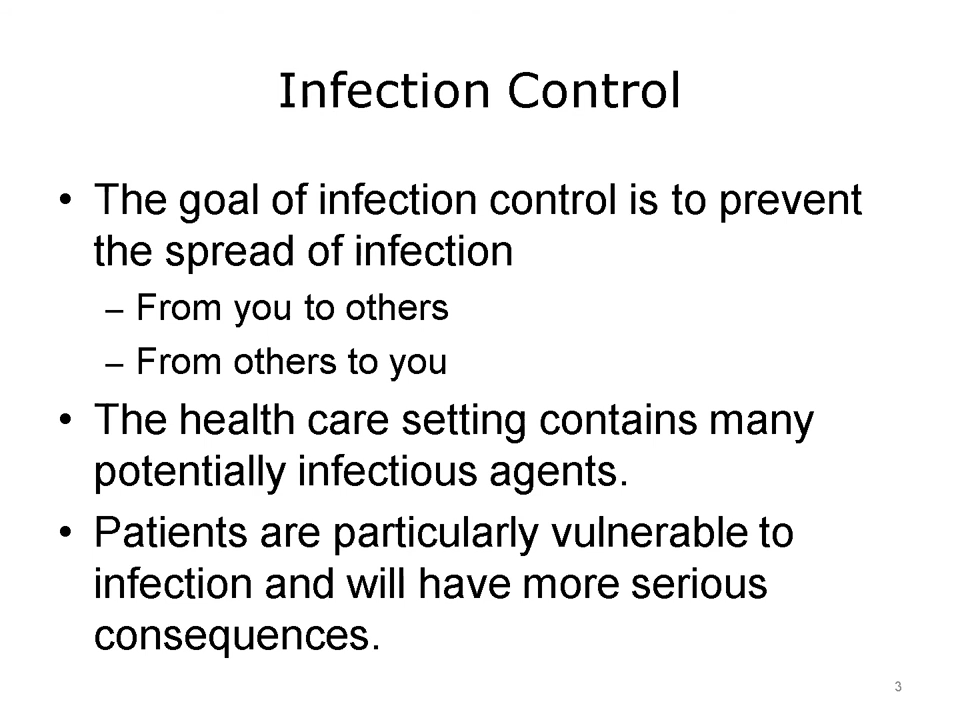 Infection Control
• The goal of infection control is to prevent
the spread of infection
– From you to others
– From others to you
• The health care setting contains many
potentially infectious agents.
• Patients are particularly vulnerable to
infection and will have more serious
consequences.
3